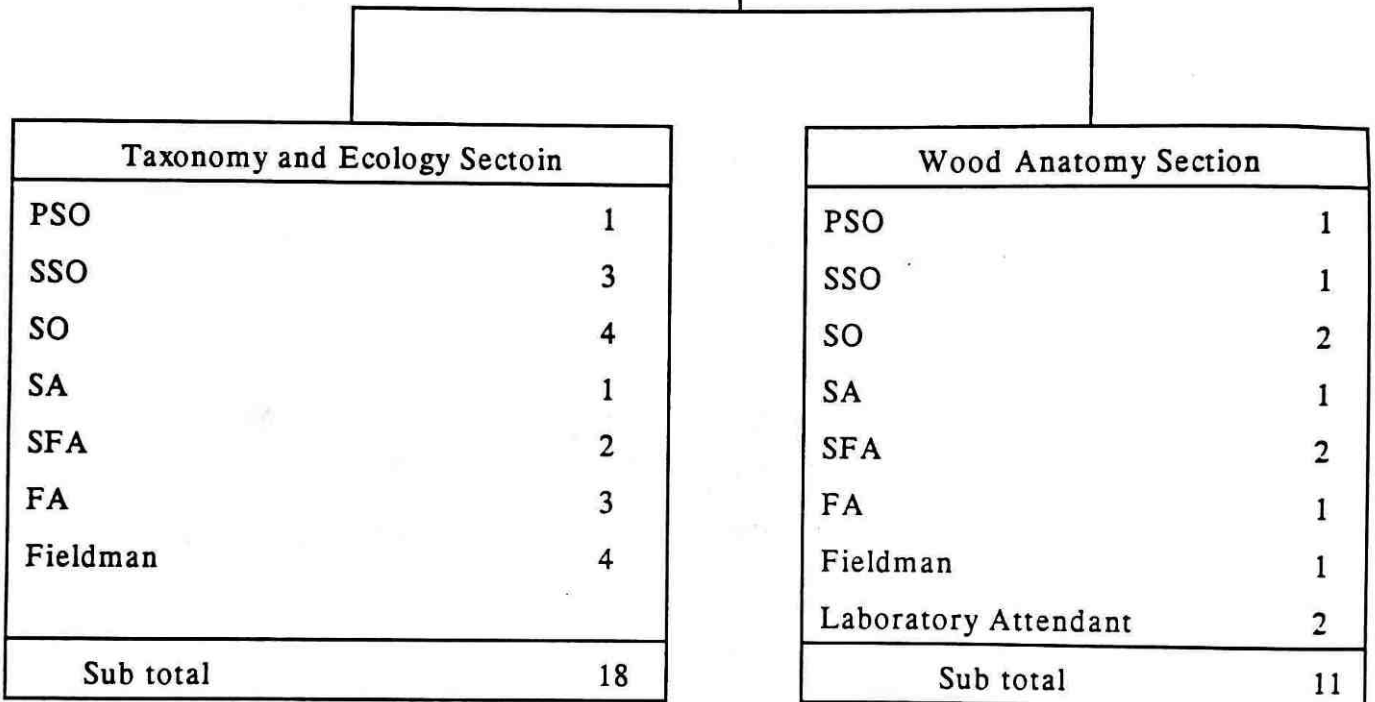 Taxonomy and Ecology Sectoin
PSO 1
SSO 3
SO 4
SA 1
SFA 2
FA 3
Fieldman 4
Sub total 18
Wood Anatomy Section
PSO 1
SSO 1
SO 2
SA 1
SFA 2
FA 1
Fieldman 1
Laboratory Attendant 2
Sub total 11